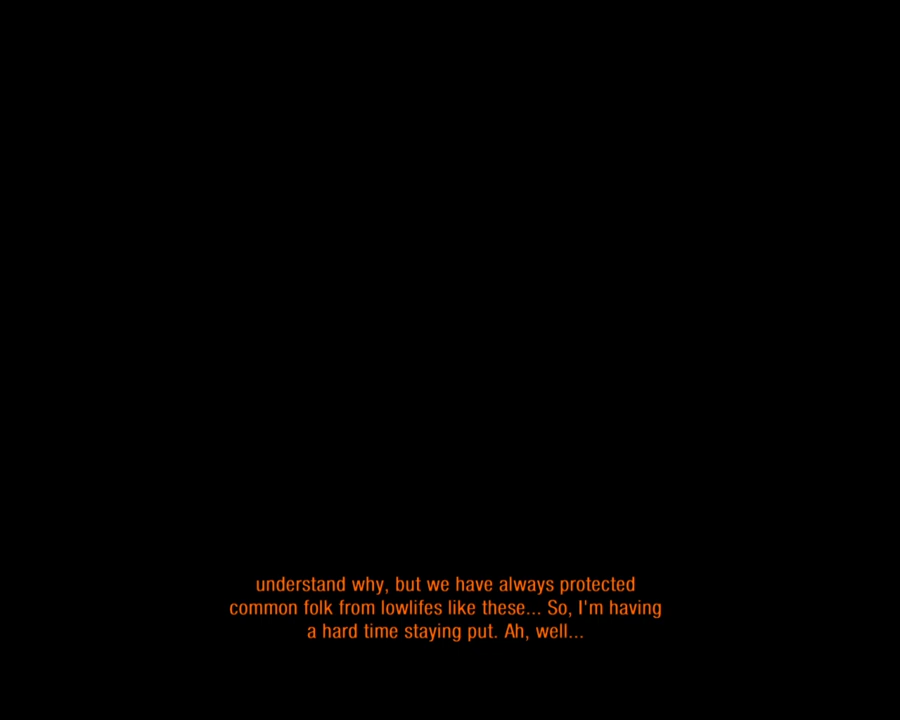 understand why, but we have always protected
common folk from lowlifes like these... So, I'm having
a hard time staying put. Ah, well...